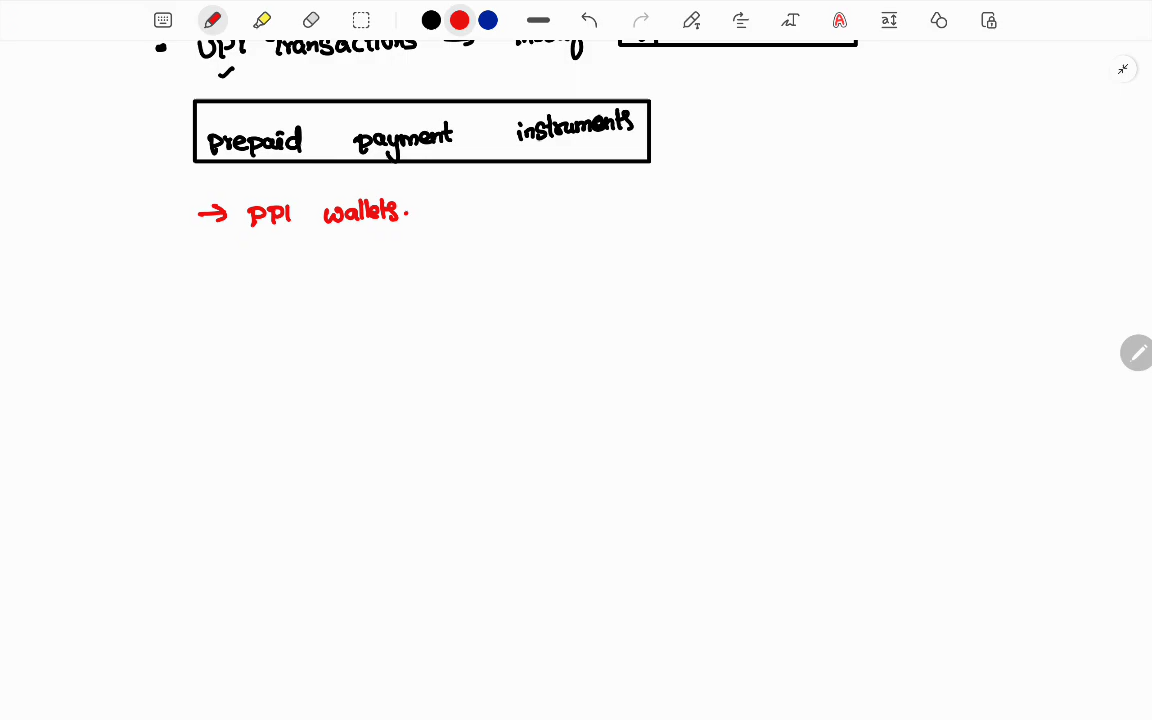 UPI Transactions →
prepaid payment instruments
→ PPI wallets.